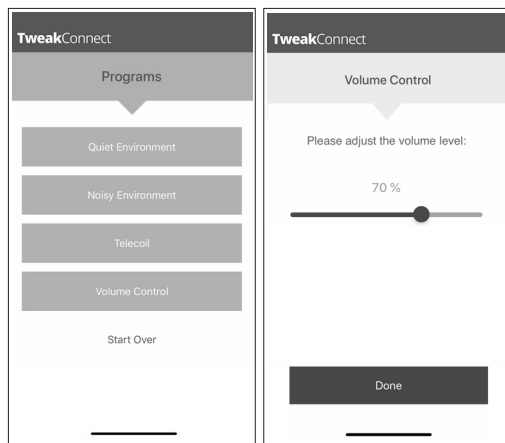 TweakConnect
Programs
Quiet Environment
Noisy Environment
Telecoil
Volume Control
Start Over
TweakConnect
Volume Control
Please adjust the volume level:
70 %
Done